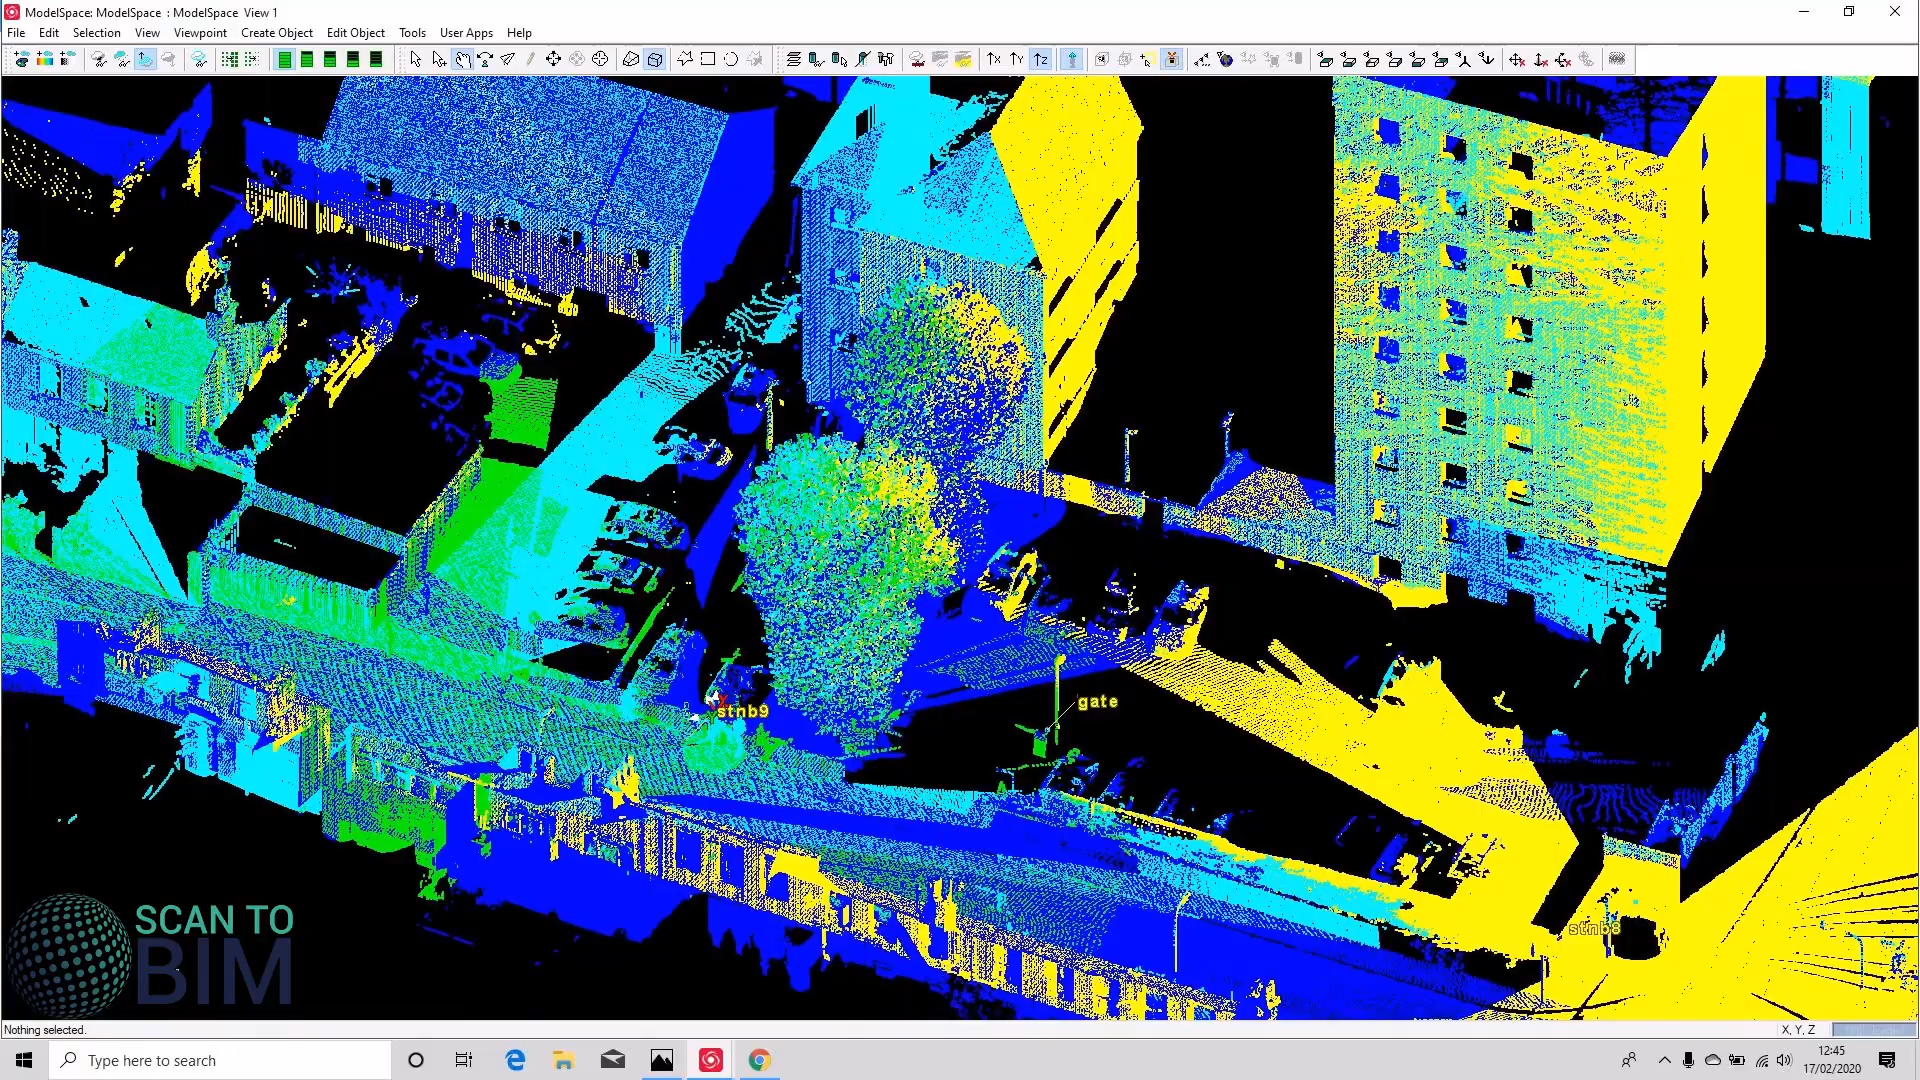 ModelSpace: ModelSpace : ModelSpace View 1
File Edit Selection View Viewpoint Create Object Edit Object Tools User Apps Help
stnb9
gate
stnb8
SCAN TO
BIM
Nothing selected.
X, Y, Z
Type here to search
12:45
17/02/2020